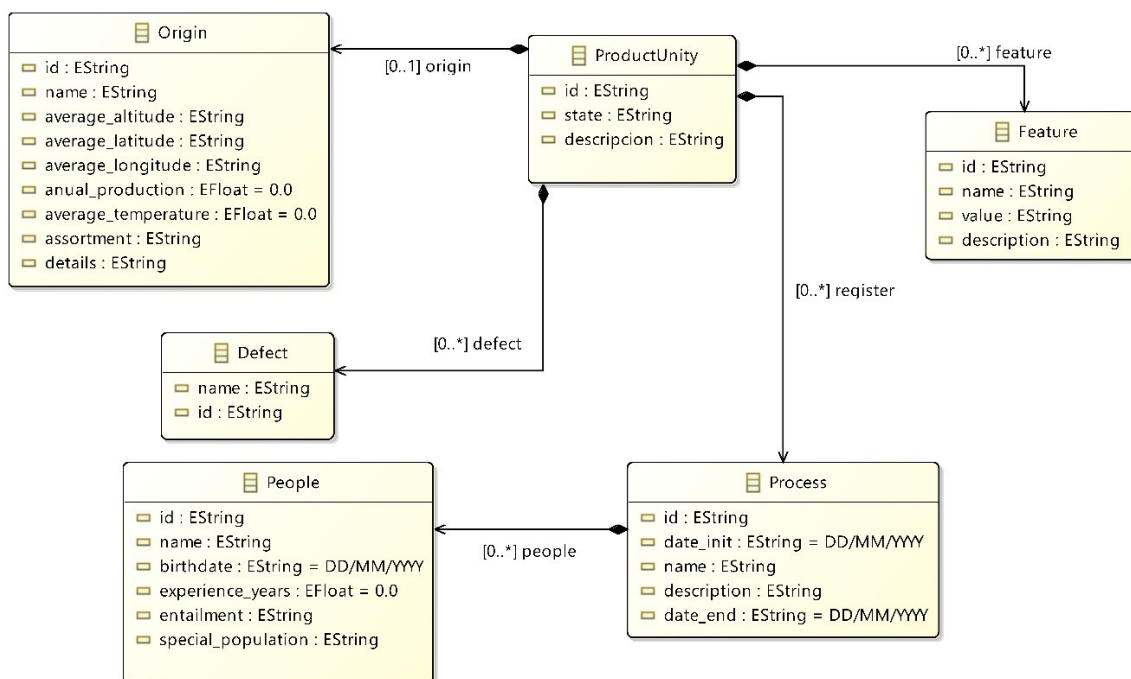 Origin
id : EString
name : EString
average_altitude : EString
average_latitude : EString
average_longitude : EString
anual_production : EFloat = 0.0
average_temperature : EFloat = 0.0
assortment : EString
details : EString
[0..1] origin
ProductUnity
id : EString
state : EString
descripcion : EString
[0..*] feature
Feature
id : EString
name : EString
value : EString
description : EString
[0..*] register
[0..*] defect
Defect
name : EString
id : EString
People
id : EString
name : EString
birthdate : EString = DD/MM/YYYY
experience_years : EFloat = 0.0
entailment : EString
special_population : EString
[0..*] people
Process
id : EString
date_init : EString = DD/MM/YYYY
name : EString
description : EString
date_end : EString = DD/MM/YYYY